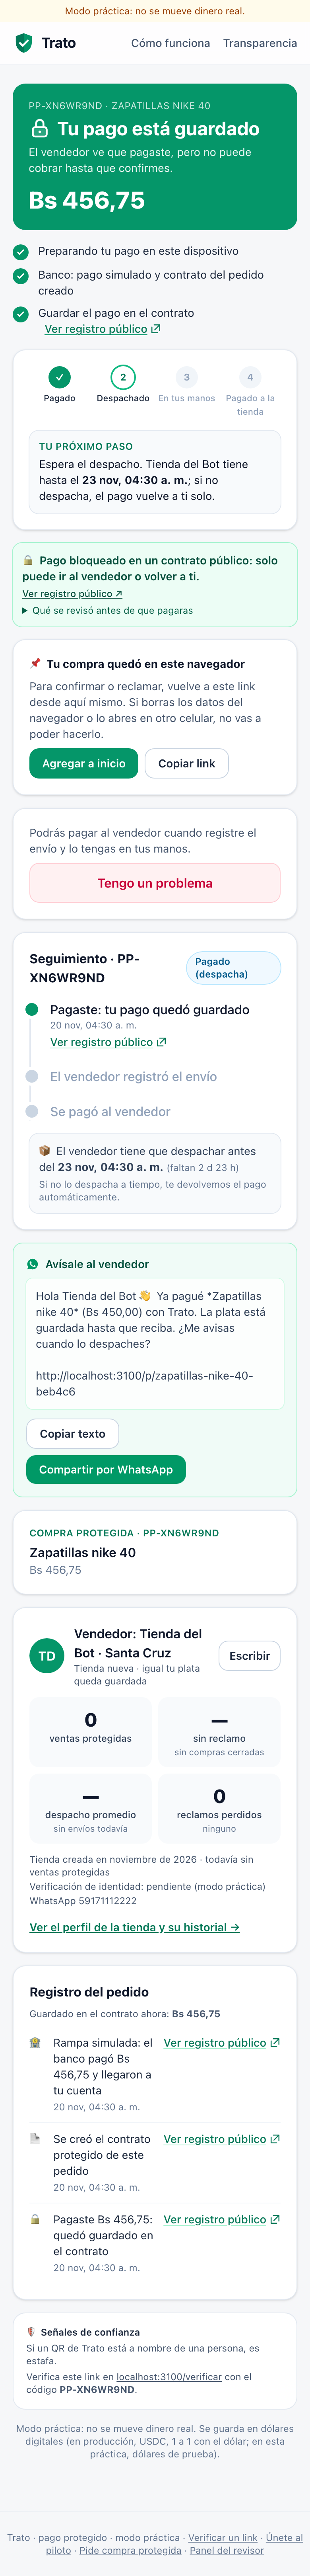 Modo práctica: no se mueve dinero real.
Trato
Cómo funciona
Transparencia
PP-XN6WR9ND · ZAPATILLAS NIKE 40
Tu pago está guardado
El vendedor ve que pagaste, pero no puede
cobrar hasta que confirmes.
Bs 456,75
Preparando tu pago en este dispositivo
Banco: pago simulado y contrato del pedido
creado
Guardar el pago en el contrato
Ver registro público
2
3
4
Pagado
Despachado
En tus manos
Pagado a la
tienda
TU PRÓXIMO PASO
Espera el despacho. Tienda del Bot tiene
hasta el 23 nov, 04:30 a. m.; si no
despacha, el pago vuelve a ti solo.
Pago bloqueado en un contrato público: solo
puede ir al vendedor o volver a ti.
Ver registro público ↗
▶ Qué se revisó antes de que pagaras
Tu compra quedó en este navegador
Para confirmar o reclamar, vuelve a este link
desde aquí mismo. Si borras los datos del
navegador o lo abres en otro celular, no vas a
poder hacerlo.
Agregar a inicio
Copiar link
Podrás pagar al vendedor cuando registre el
envío y lo tengas en tus manos.
Tengo un problema
Seguimiento · PP-
XN6WR9ND
Pagado
(despacha)
Pagaste: tu pago quedó guardado
20 nov, 04:30 a. m.
Ver registro público
El vendedor registró el envío
Se pagó al vendedor
El vendedor tiene que despachar antes
del 23 nov, 04:30 a. m. (faltan 2 d 23 h)
Si no lo despacha a tiempo, te devolvemos el pago
automáticamente.
Avísale al vendedor
Hola Tienda del Bot 👋 Ya pagué *Zapatillas
nike 40* (Bs 450,00) con Trato. La plata está
guardada hasta que reciba. ¿Me avisas
cuando lo despaches?
http://localhost:3100/p/zapatillas-nike-40-
beb4c6
Copiar texto
Compartir por WhatsApp
COMPRA PROTEGIDA · PP-XN6WR9ND
Zapatillas nike 40
Bs 456,75
TD
Vendedor: Tienda del
Bot · Santa Cruz
Tienda nueva · igual tu plata
queda guardada
Escribir
0
ventas protegidas
—
sin reclamo
sin compras cerradas
—
despacho promedio
sin envíos todavía
0
reclamos perdidos
ninguno
Tienda creada en noviembre de 2026 · todavía sin
ventas protegidas
Verificación de identidad: pendiente (modo práctica)
WhatsApp 59171112222
Ver el perfil de la tienda y su historial →
Registro del pedido
Guardado en el contrato ahora: Bs 456,75
Rampa simulada: el
banco pagó Bs
456,75 y llegaron a
tu cuenta
20 nov, 04:30 a. m.
Ver registro público
Se creó el contrato
protegido de este
pedido
20 nov, 04:30 a. m.
Ver registro público
Pagaste Bs 456,75:
quedó guardado en
el contrato
20 nov, 04:30 a. m.
Ver registro público
Señales de confianza
Si un QR de Trato está a nombre de una persona, es
estafa.
Verifica este link en localhost:3100/verificar con el
código PP-XN6WR9ND.
Modo práctica: no se mueve dinero real. Se guarda en dólares
digitales (en producción, USDC, 1 a 1 con el dólar; en esta
práctica, dólares de prueba).
Trato · pago protegido · modo práctica · Verificar un link · Únete al
piloto · Pide compra protegida · Panel del revisor